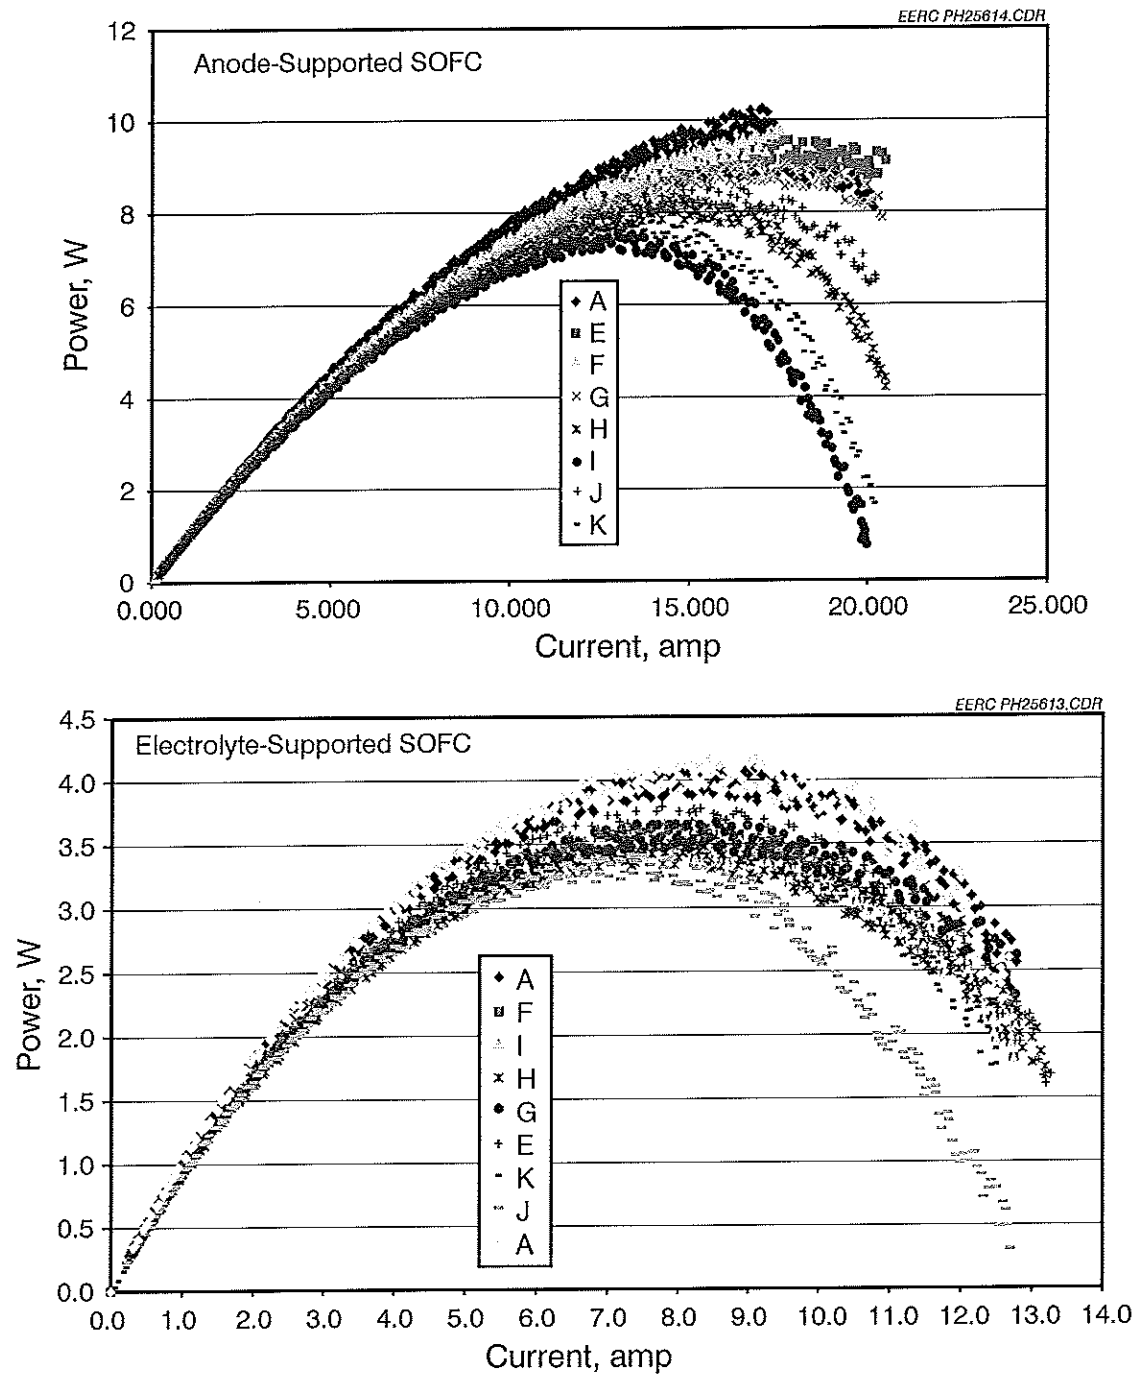 EERC PH25614.CDR
12
Anode-Supported SOFC
10
8
6
4
2
0
Power, W
A
E
F
G
H
I
J
K
0.000 5.000 10.000 15.000 20.000 25.000
Current, amp
EERC PH25613.CDR
4.5
Electrolyte-Supported SOFC
4.0
3.5
3.0
2.5
2.0
1.5
1.0
0.5
0.0
Power, W
A
F
I
H
G
E
K
J
A
0.0 1.0 2.0 3.0 4.0 5.0 6.0 7.0 8.0 9.0 10.0 11.0 12.0 13.0 14.0
Current, amp